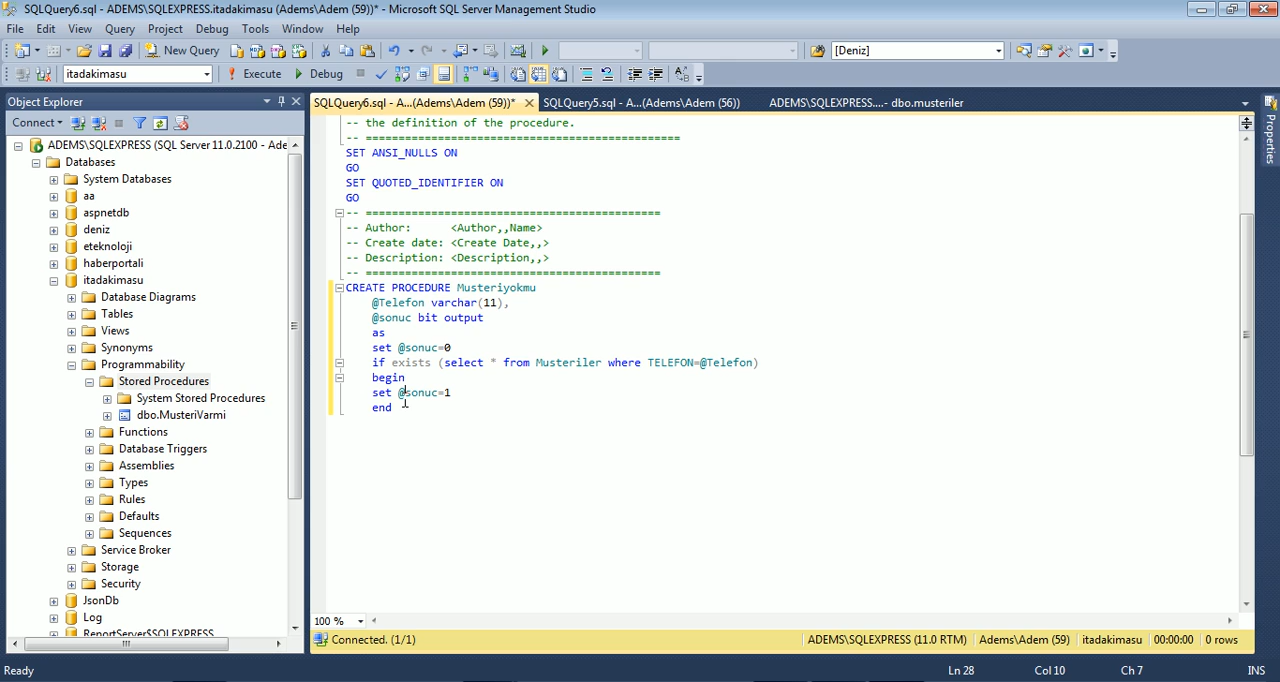 SQLQuery6.sql - ADEMS\SQLEXPRESS.itadakimasu (Adems\Adem (59))* - Microsoft SQL Server Management Studio
File Edit View Query Project Debug Tools Window Help
New Query [Deniz]
itadakimasu Execute Debug
Object Explorer
SQLQuery6.sql - A...(Adems\Adem (59))* SQLQuery5.sql - A...(Adems\Adem (56)) ADEMS\SQLEXPRESS....- dbo.musteriler
Connect
ADEMS\SQLEXPRESS (SQL Server 11.0.2100 - Ade
Databases
System Databases
aa
aspnetdb
deniz
eteknoloji
haberportali
itadakimasu
Database Diagrams
Tables
Views
Synonyms
Programmability
Stored Procedures
System Stored Procedures
dbo.MusteriVarmi
Functions
Database Triggers
Assemblies
Types
Rules
Defaults
Sequences
Service Broker
Storage
Security
JsonDb
Log
ReportServer$SQLEXPRESS
-- the definition of the procedure.
-- ================================================
SET ANSI_NULLS ON
GO
SET QUOTED_IDENTIFIER ON
GO
-- =============================================
-- Author: <Author,,Name>
-- Create date: <Create Date,,>
-- Description: <Description,,>
-- =============================================
CREATE PROCEDURE Musteriyokmu
@Telefon varchar(11),
@sonuc bit output
as
set @sonuc=0
if exists (select * from Musteriler where TELEFON=@Telefon)
begin
set @sonuc=1
end
100 %
Connected. (1/1) ADEMS\SQLEXPRESS (11.0 RTM) Adems\Adem (59) itadakimasu 00:00:00 0 rows
Properties
Ready Ln 28 Col 10 Ch 7 INS